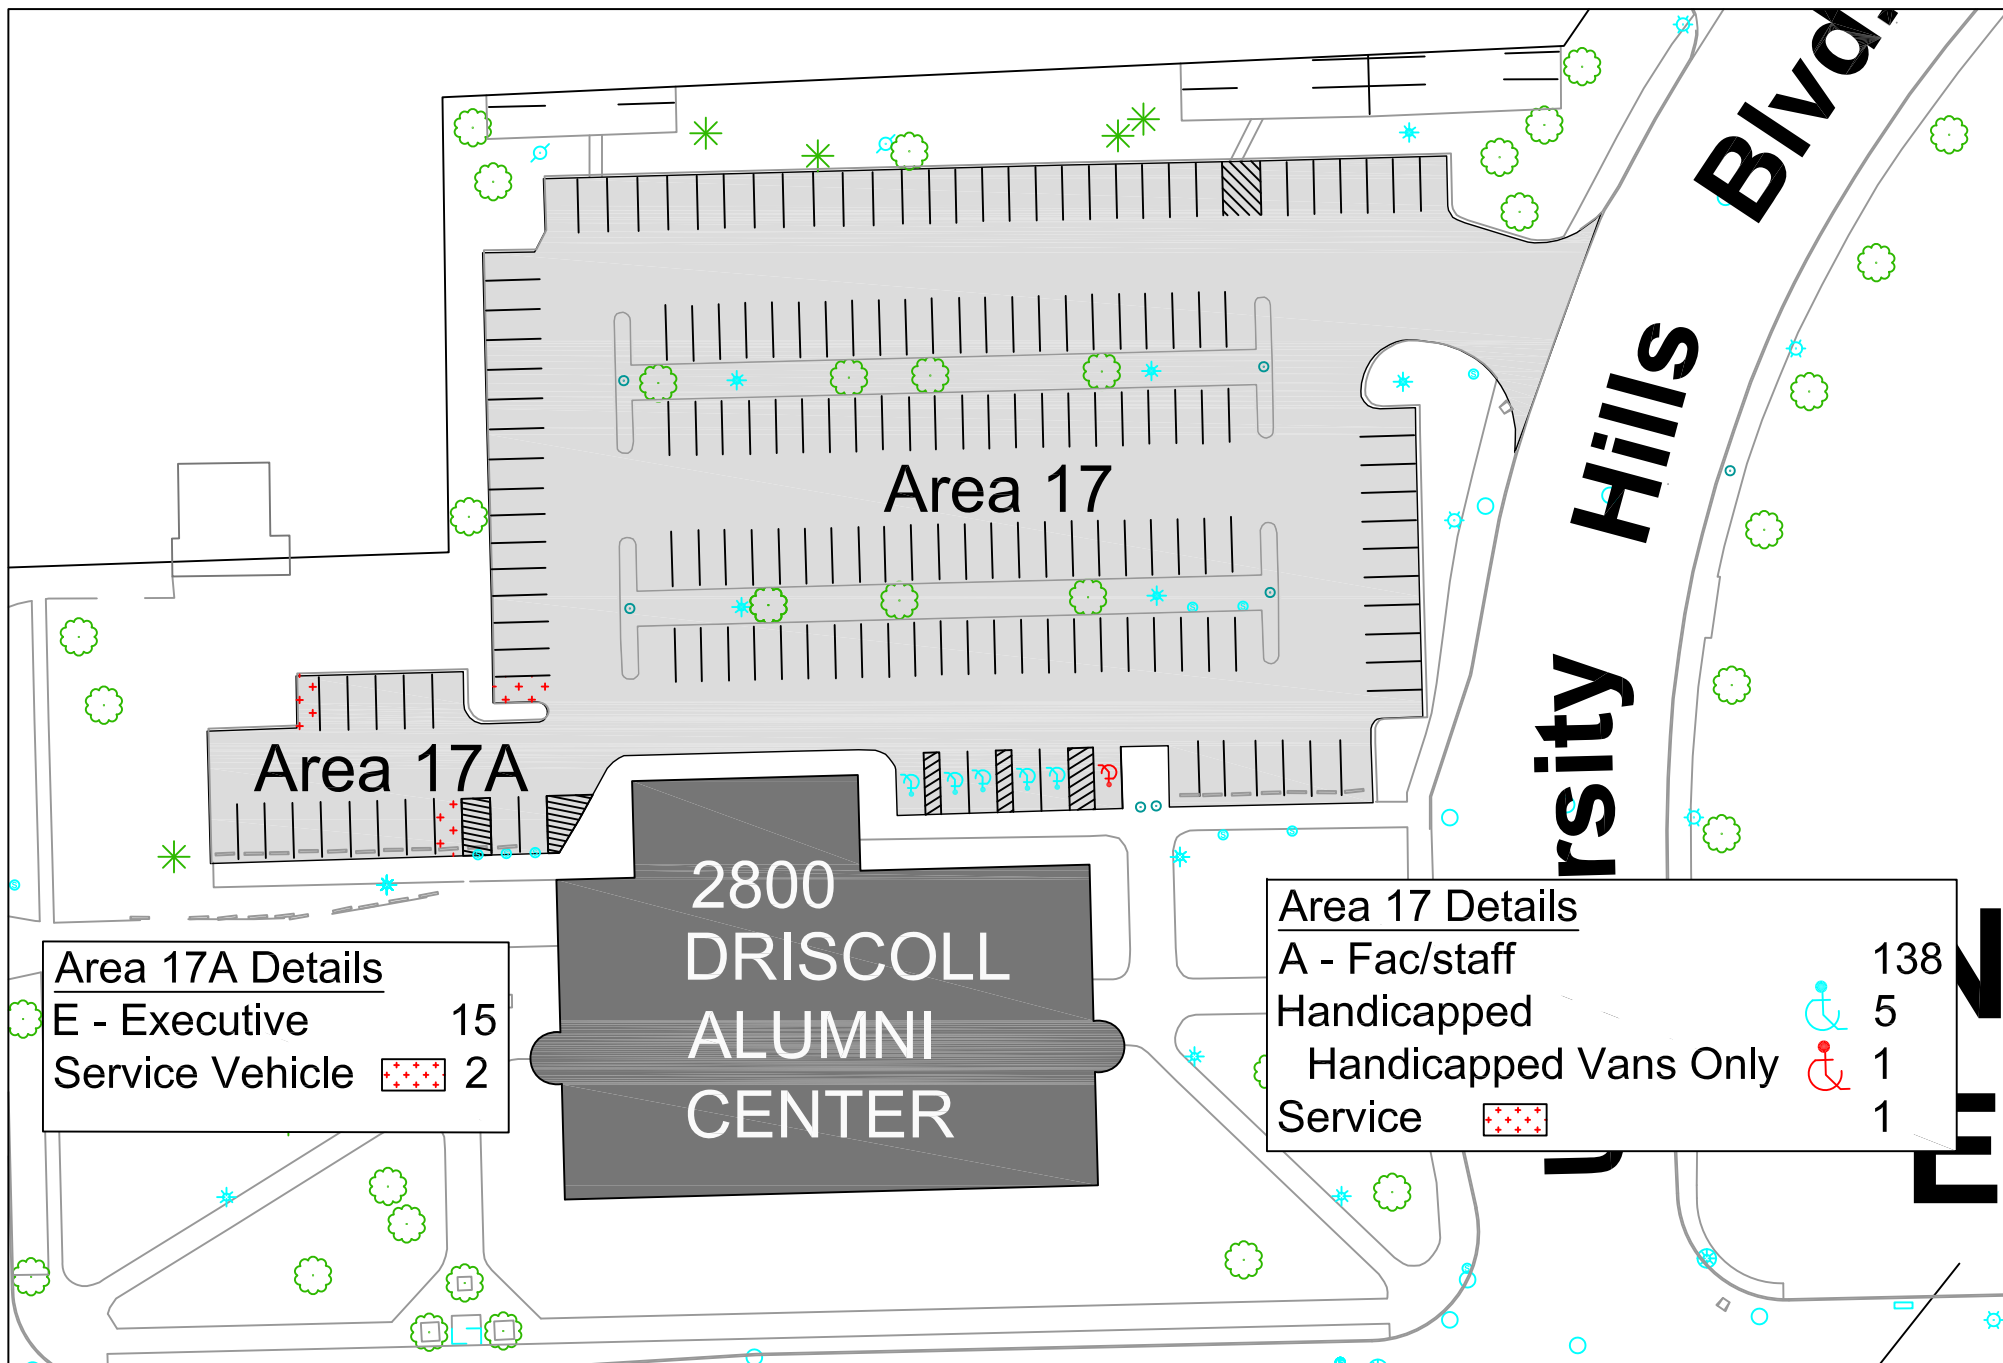 Blvd.
Hills
rsity
Area 17
Area 17A
2800
DRISCOLL
ALUMNI
CENTER
Area 17A Details
E - Executive 15
Service Vehicle 2
Area 17 Details
A - Fac/staff 138
Handicapped 5
Handicapped Vans Only 1
Service 1